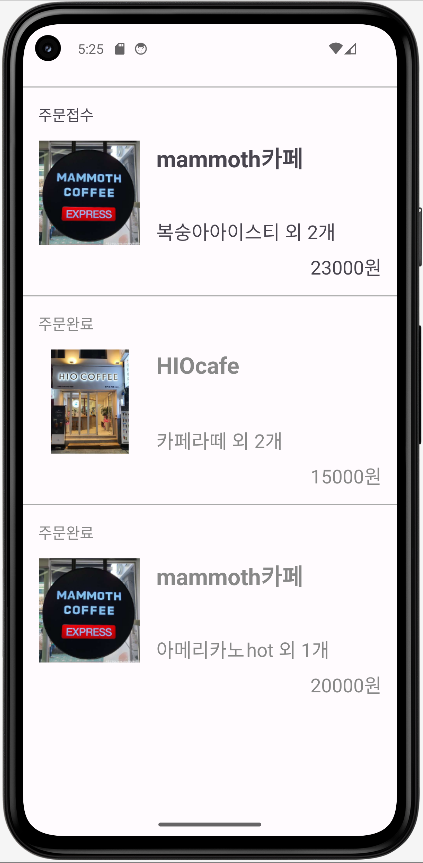 5:25
주문접수
MAMMOTH
COFFEE
EXPRESS
mammoth카페
복숭아아이스티 외 2개
23000원
주문완료
HIO COFFEE
HIOcafe
카페라떼 외 2개
15000원
주문완료
MAMMOTH
COFFEE
EXPRESS
mammoth카페
아메리카노hot 외 1개
20000원